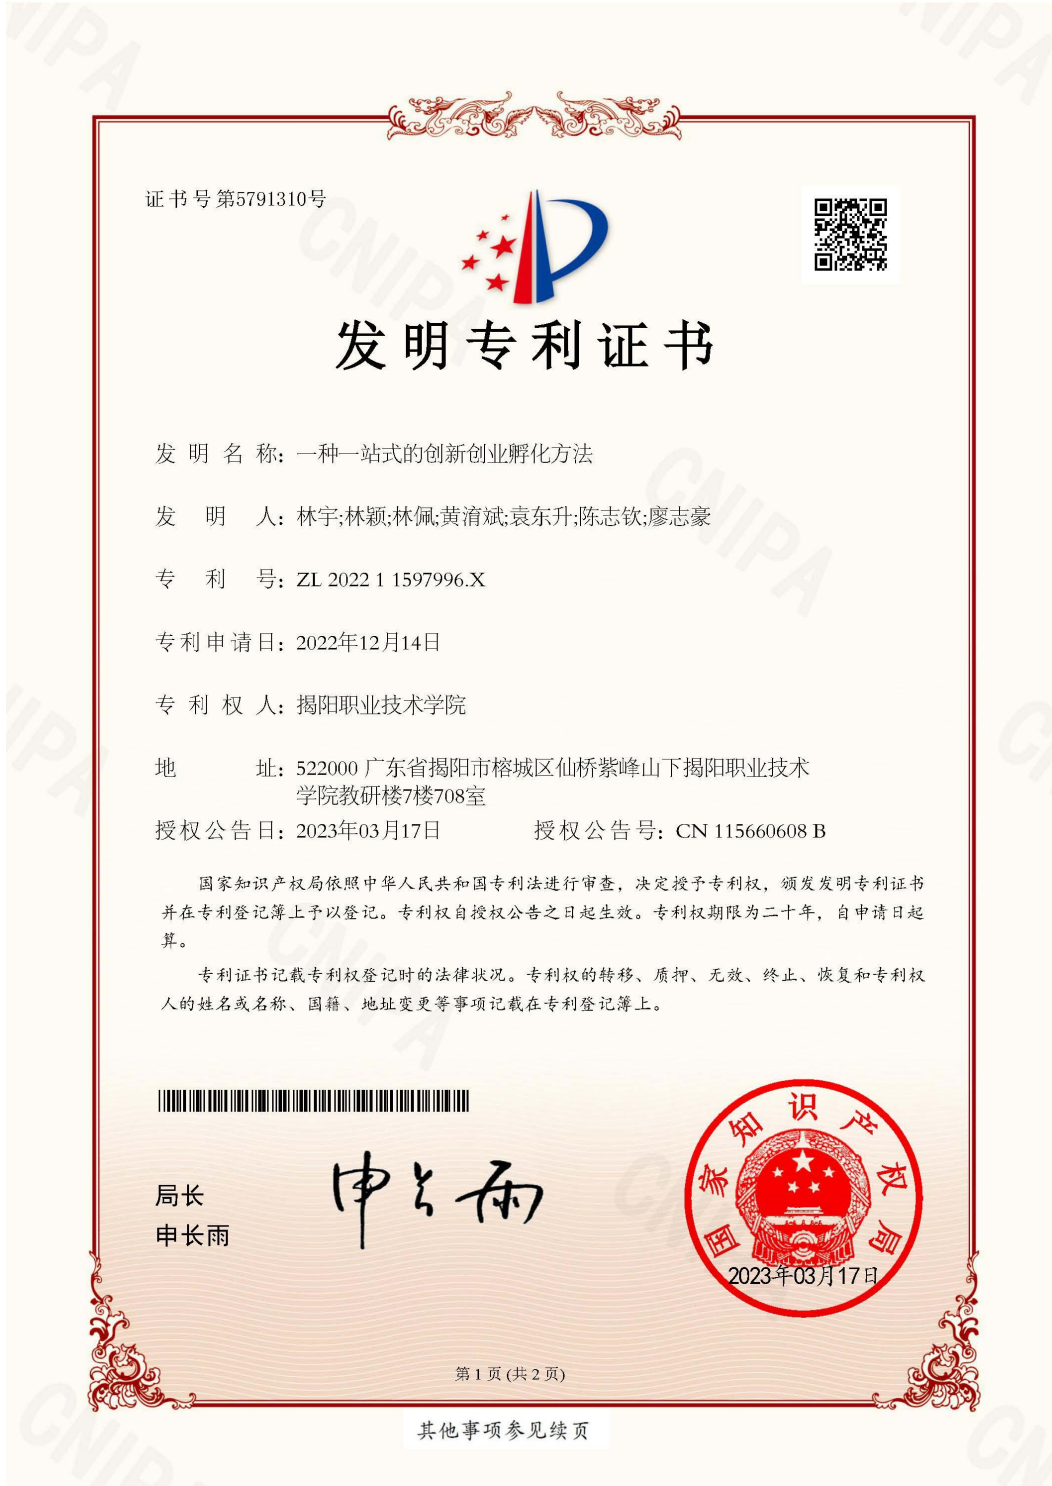 证书号第5791310号
发明专利证书
发明名称：一种一站式的创新创业孵化方法
发明人：林宇;林颖;林佩;黄淯斌;袁东升;陈志钦;廖志豪
专利号：ZL 2022 1 1597996.X
专利申请日：2022年12月14日
专利权人：揭阳职业技术学院
地址：522000 广东省揭阳市榕城区仙桥紫峰山下揭阳职业技术
学院教研楼7楼708室
授权公告日：2023年03月17日 授权公告号：CN 115660608 B
国家知识产权局依照中华人民共和国专利法进行审查，决定授予专利权，颁发发明专利证书
并在专利登记簿上予以登记。专利权自授权公告之日起生效。专利权期限为二十年，自申请日起
算。
专利证书记载专利权登记时的法律状况。专利权的转移、质押、无效、终止、恢复和专利权
人的姓名或名称、国籍、地址变更等事项记载在专利登记簿上。
局长
申长雨
申长雨
国家知识产权局
2023年03月17日
第 1 页 (共 2 页)
其他事项参见续页
CNIPA
CNIPA
CNIPA
CNIPA
CNIPA
CNIPA